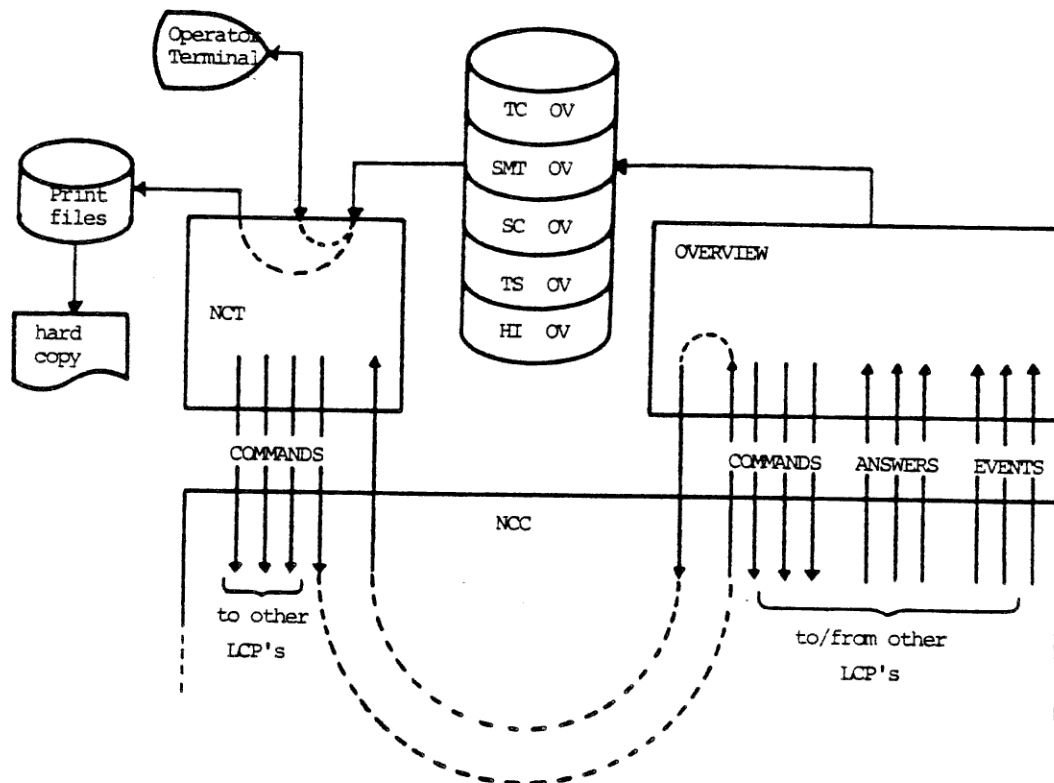 Operator
Terminal
TC OV
SMT OV
SC OV
TS OV
HI OV
Print
files
hard
copy
NCT
OVERVIEW
COMMANDS
COMMANDS ANSWERS EVENTS
NCC
to other
LCP's
to/from other
LCP's